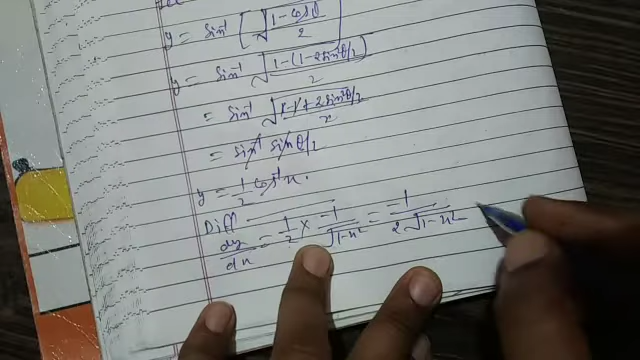 y = sin⁻¹ [√(1-cosθ)/2]
y = sin⁻¹ √(1-(1-2sin²θ/2))/2
= sin⁻¹ √(1-1+2sin²θ/2)/2
= sin⁻¹ sin θ/2
y = 1/2 cos⁻¹ x.
Diff
dy/dx = 1/2 × -1/√(1-x²) = -1/2√(1-x²)